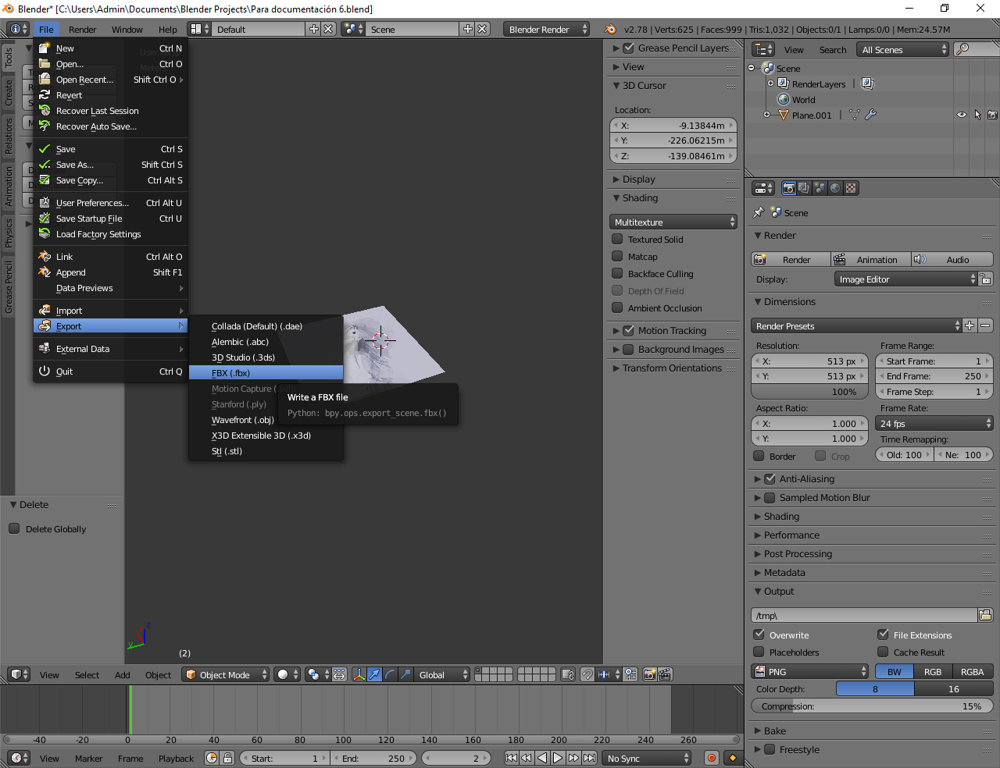 Blender* [C:\Users\Admin\Documents\Blender Projects\Para documentación 6.blend]
File Render Window Help Default Scene Blender Render v2.78 | Verts:625 | Faces:999 | Tris:1,032 | Objects:0/1 | Lamps:0/0 | Mem:24.57M
New Ctrl N
Open... Ctrl O
Open Recent... Shift Ctrl O
Revert
Recover Last Session
Recover Auto Save...
Save Ctrl S
Save As... Shift Ctrl S
Save Copy... Ctrl Alt S
User Preferences... Ctrl Alt U
Save Startup File Ctrl U
Load Factory Settings
Link Ctrl Alt O
Append Shift F1
Data Previews
Import
Export
External Data
Quit Ctrl Q
Collada (Default) (.dae)
Alembic (.abc)
3D Studio (.3ds)
FBX (.fbx)
Motion Capture (
Stanford (.ply)
Wavefront (.obj)
X3D Extensible 3D (.x3d)
Stl (.stl)
Write a FBX file
Python: bpy.ops.export_scene.fbx()
Tools
Create
Relations
Animation
Physics
Grease Pencil
Delete
Delete Globally
(2)
z
y
Grease Pencil Layers
View
3D Cursor
Location:
X: -9.13844m
Y: -226.06215m
Z: -139.08461m
Display
Shading
Multitexture
Textured Solid
Matcap
Backface Culling
Depth Of Field
Ambient Occlusion
Motion Tracking
Background Images
Transform Orientations
View Search All Scenes
Scene
RenderLayers
World
Plane.001
Scene
Render
Render Animation Audio
Display: Image Editor
Dimensions
Render Presets
Resolution: Frame Range:
X: 513 px Start Frame: 1
Y: 513 px End Frame: 250
100% Frame Step: 1
Aspect Ratio: Frame Rate:
X: 1.000 24 fps
Y: 1.000 Time Remapping:
Border Crop Old: 100 Ne: 100
Anti-Aliasing
Sampled Motion Blur
Shading
Performance
Post Processing
Metadata
Output
/tmp\
Overwrite File Extensions
Placeholders Cache Result
PNG BW RGB RGBA
Color Depth: 8 16
Compression: 15%
Bake
Freestyle
View Select Add Object Object Mode Global
-40 -20 0 20 40 60 80 100 120 140 160 180 200 220 240 260
View Marker Frame Playback Start: 1 End: 250 2 No Sync